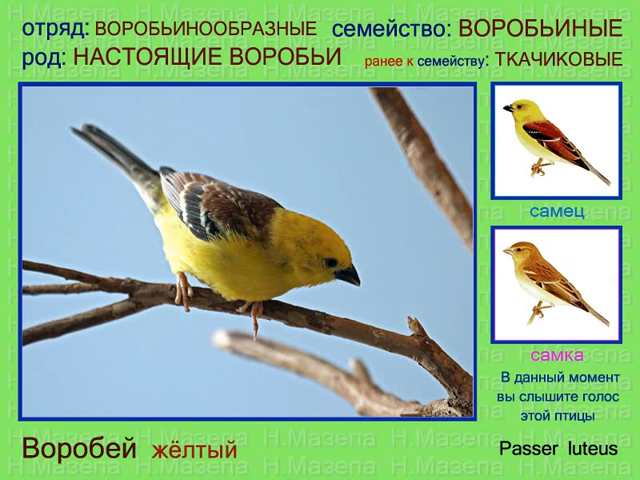 отряд: ВОРОБЬИНООБРАЗНЫЕ семейство: ВОРОБЬИНЫЕ
род: НАСТОЯЩИЕ ВОРОБЬИ ранее к семейству: ТКАЧИКОВЫЕ
самец
самка
В данный момент
вы слышите голос
этой птицы
Воробей жёлтый Passer luteus
Н.Мазепа